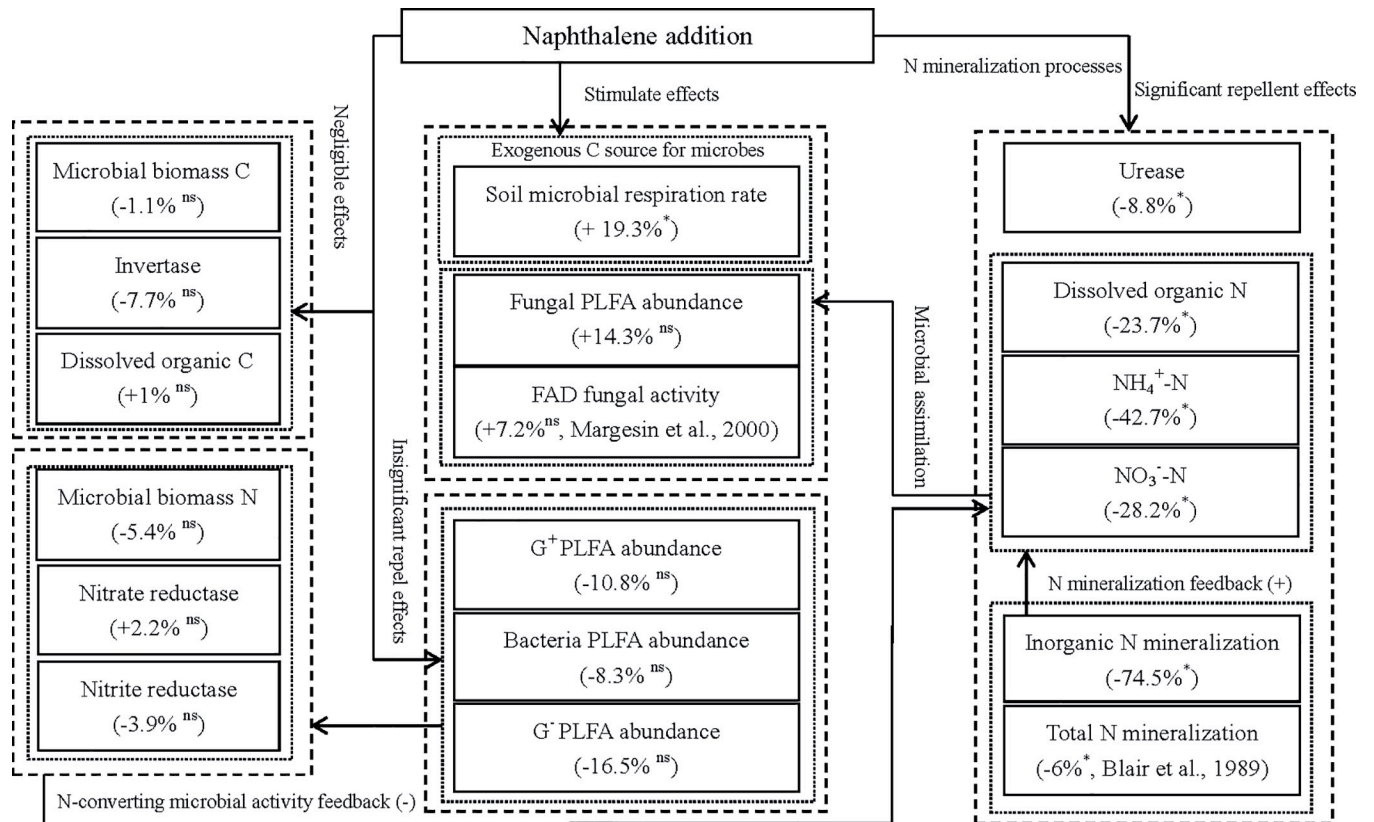 Naphthalene addition
N mineralization processes
Stimulate effects
Significant repellent effects
Negligible effects
Microbial biomass C
(-1.1% ns)
Invertase
(-7.7% ns)
Dissolved organic C
(+1% ns)
Exogenous C source for microbes
Soil microbial respiration rate
(+ 19.3%*)
Fungal PLFA abundance
(+14.3% ns)
FAD fungal activity
(+7.2%ns, Margesin et al., 2000)
Microbial assimilation
Urease
(-8.8%*)
Dissolved organic N
(-23.7%*)
NH4+-N
(-42.7%*)
NO3--N
(-28.2%*)
Insignificant repel effects
Microbial biomass N
(-5.4% ns)
Nitrate reductase
(+2.2% ns)
Nitrite reductase
(-3.9% ns)
G+PLFA abundance
(-10.8% ns)
Bacteria PLFA abundance
(-8.3% ns)
G-PLFA abundance
(-16.5% ns)
N mineralization feedback (+)
Inorganic N mineralization
(-74.5%*)
Total N mineralization
(-6%*, Blair et al., 1989)
N-converting microbial activity feedback (-)